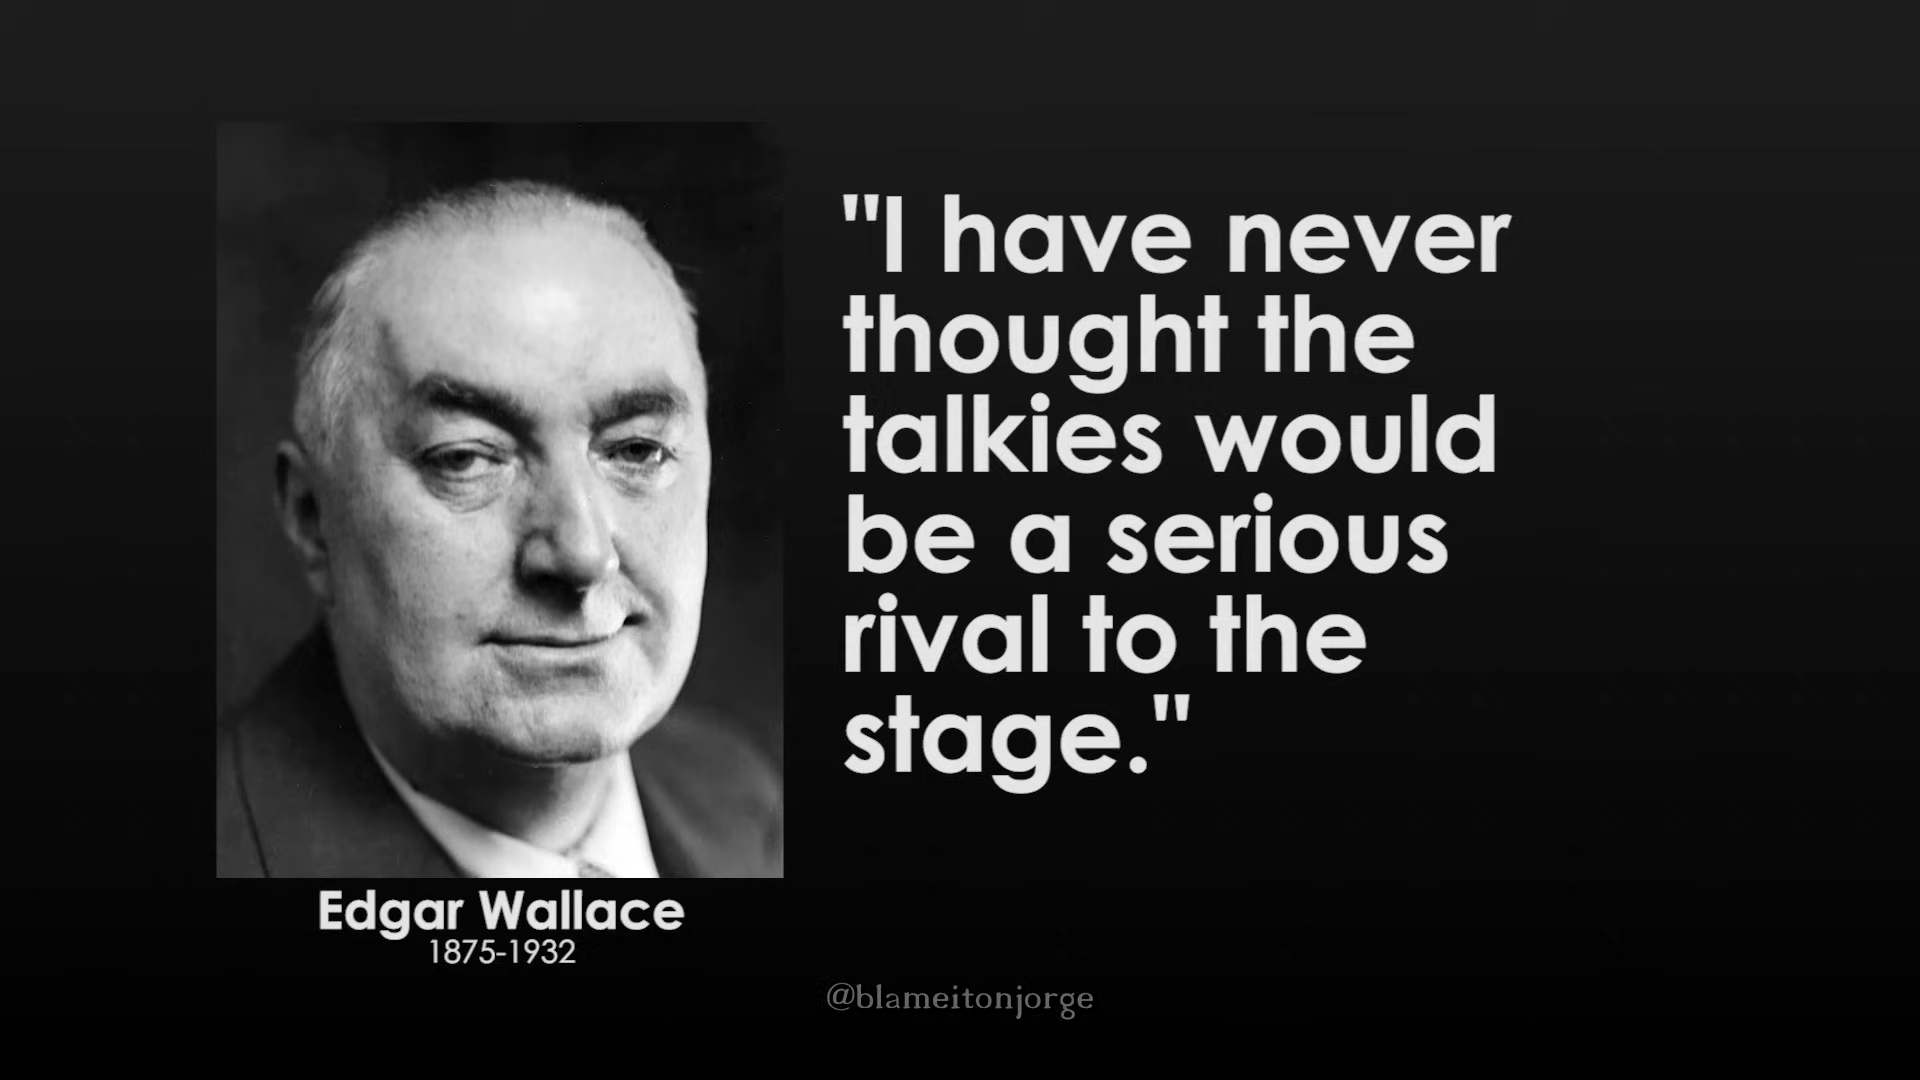 "I have never
thought the
talkies would
be a serious
rival to the
stage."
Edgar Wallace
1875-1932
@blameitonjorge